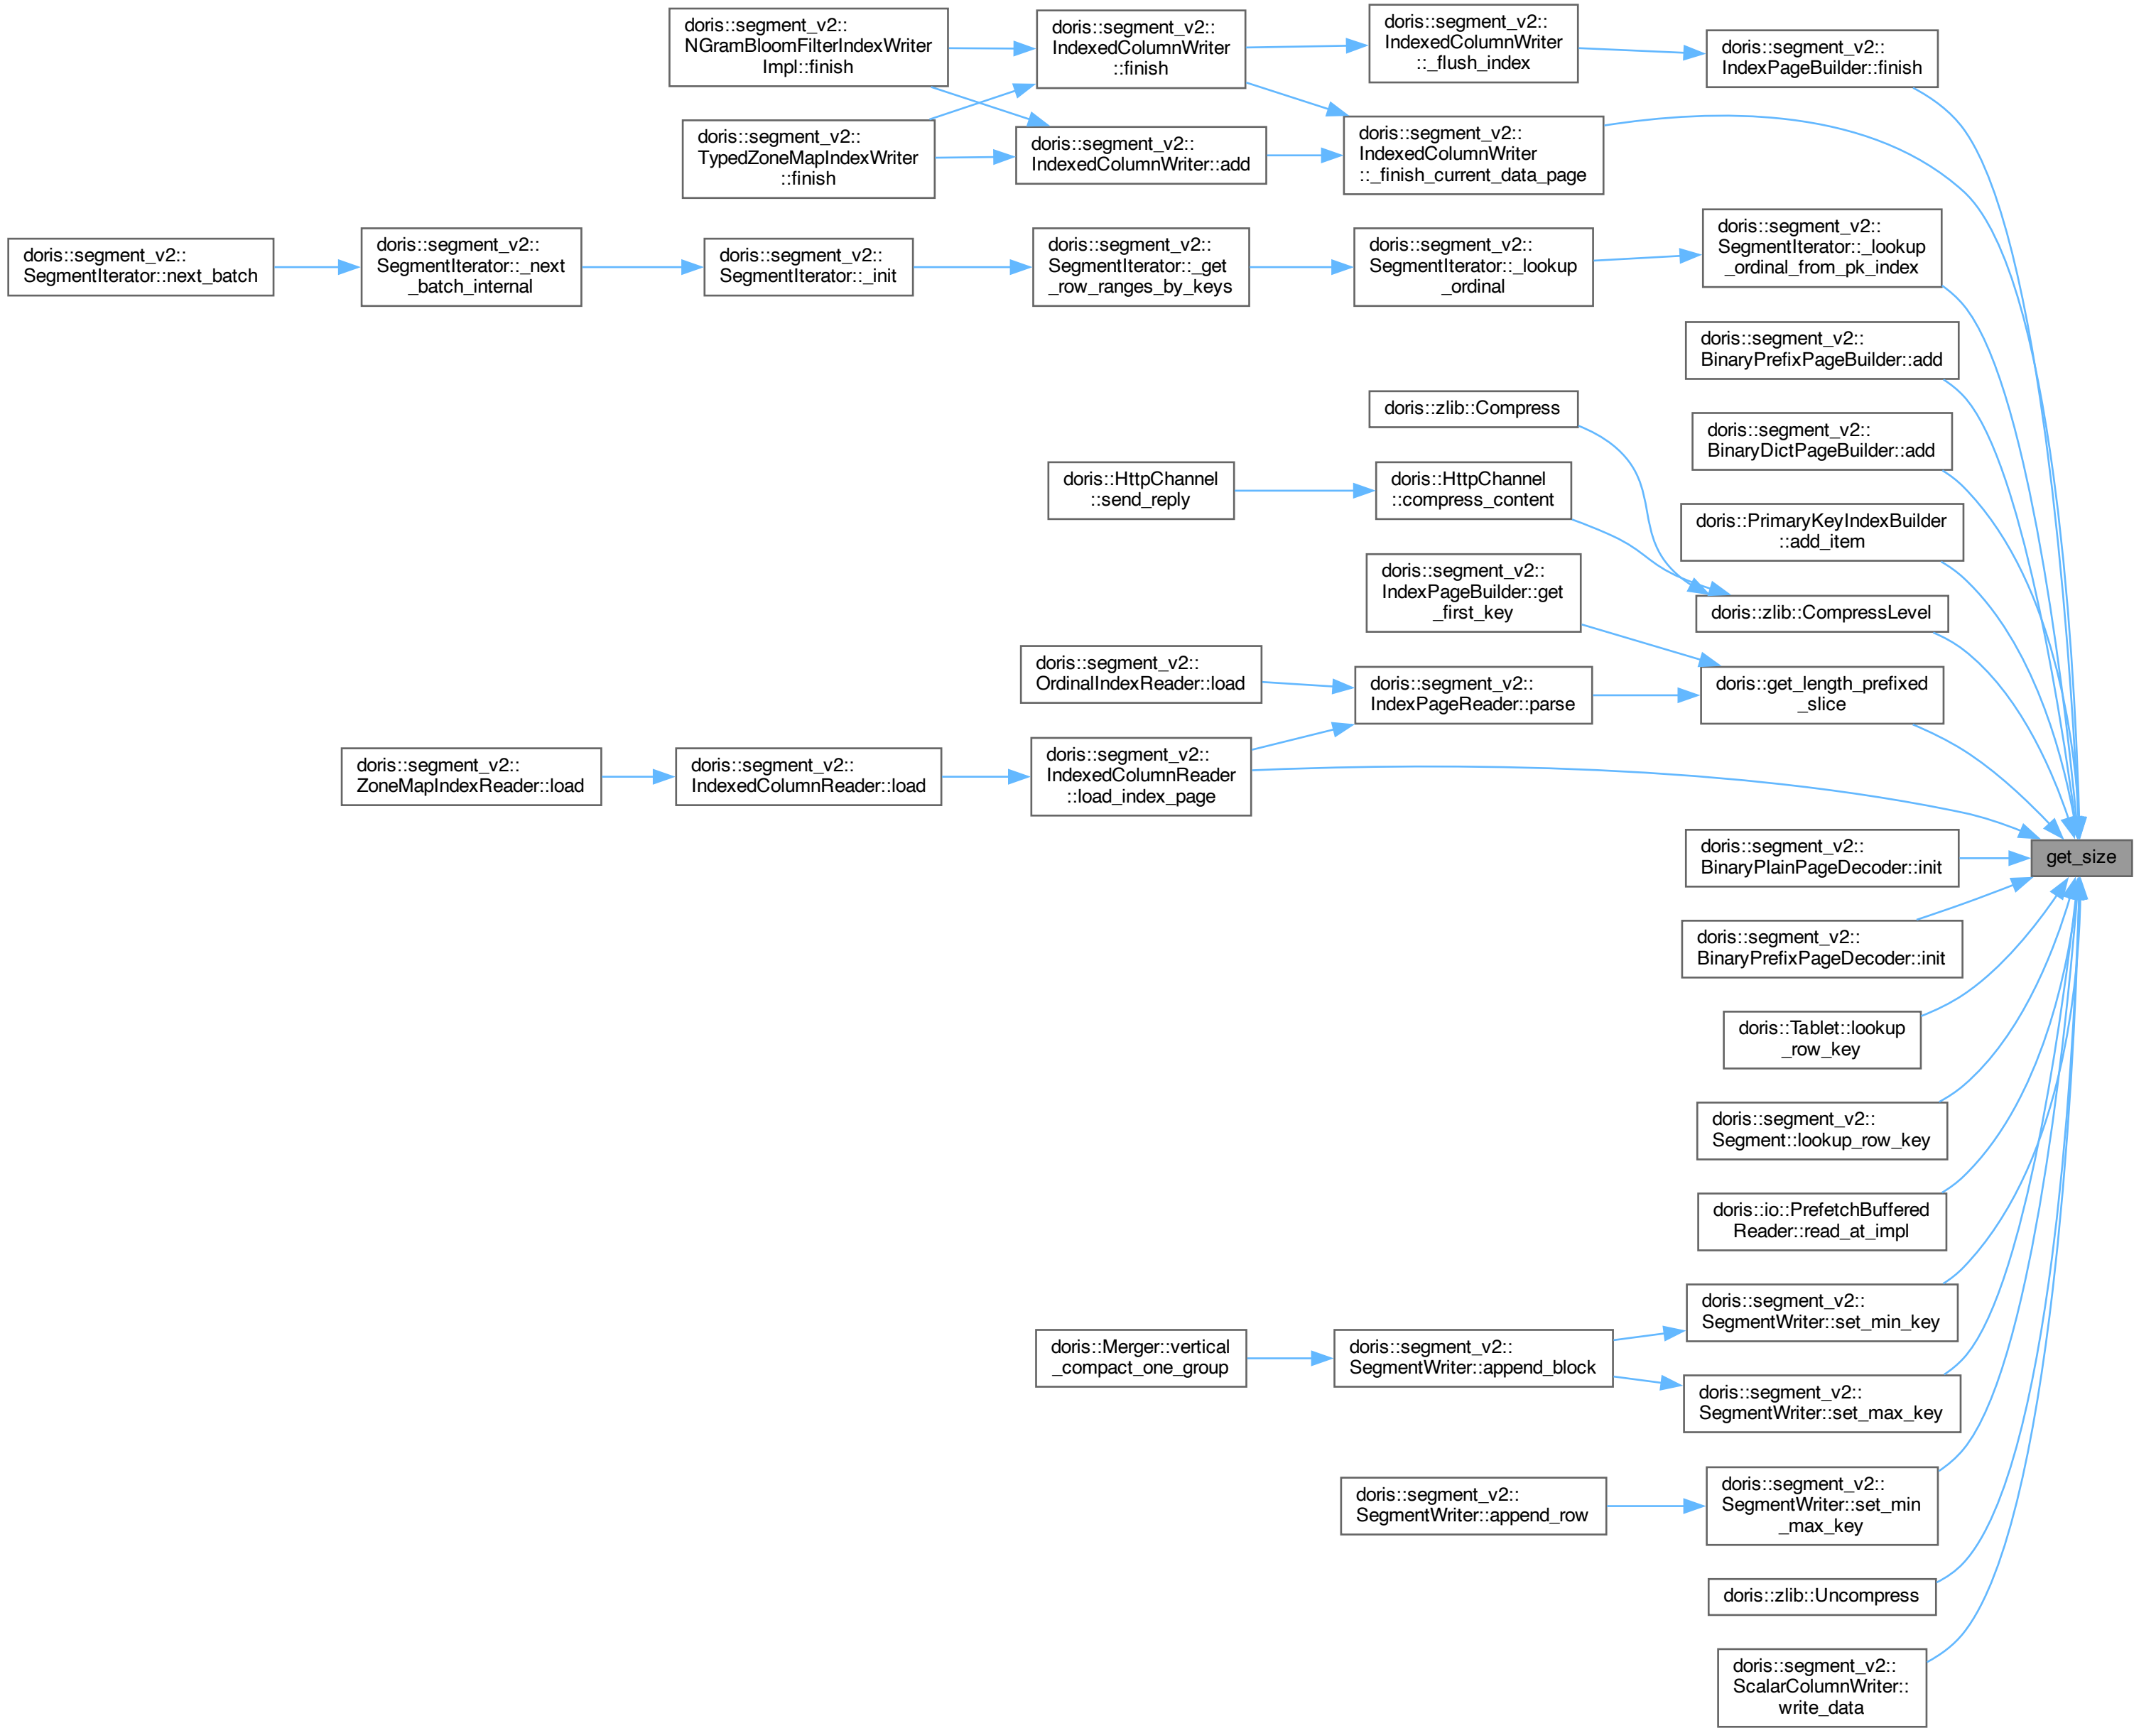 doris::segment_v2::
NGramBloomFilterIndexWriter
Impl::finish
doris::segment_v2::
IndexedColumnWriter
::finish
doris::segment_v2::
IndexedColumnWriter
::_flush_index
doris::segment_v2::
IndexPageBuilder::finish
doris::segment_v2::
TypedZoneMapIndexWriter
::finish
doris::segment_v2::
IndexedColumnWriter::add
doris::segment_v2::
IndexedColumnWriter
::_finish_current_data_page
doris::segment_v2::
SegmentIterator::next_batch
doris::segment_v2::
SegmentIterator::_next
_batch_internal
doris::segment_v2::
SegmentIterator::_init
doris::segment_v2::
SegmentIterator::_get
_row_ranges_by_keys
doris::segment_v2::
SegmentIterator::_lookup
_ordinal
doris::segment_v2::
SegmentIterator::_lookup
_ordinal_from_pk_index
doris::segment_v2::
BinaryPrefixPageBuilder::add
doris::zlib::Compress
doris::segment_v2::
BinaryDictPageBuilder::add
doris::HttpChannel
::send_reply
doris::HttpChannel
::compress_content
doris::PrimaryKeyIndexBuilder
::add_item
doris::segment_v2::
IndexPageBuilder::get
_first_key
doris::zlib::CompressLevel
doris::segment_v2::
OrdinalIndexReader::load
doris::segment_v2::
IndexPageReader::parse
doris::get_length_prefixed
_slice
doris::segment_v2::
ZoneMapIndexReader::load
doris::segment_v2::
IndexedColumnReader::load
doris::segment_v2::
IndexedColumnReader
::load_index_page
doris::segment_v2::
BinaryPlainPageDecoder::init
get_size
doris::segment_v2::
BinaryPrefixPageDecoder::init
doris::Tablet::lookup
_row_key
doris::segment_v2::
Segment::lookup_row_key
doris::io::PrefetchBuffered
Reader::read_at_impl
doris::segment_v2::
SegmentWriter::set_min_key
doris::Merger::vertical
_compact_one_group
doris::segment_v2::
SegmentWriter::append_block
doris::segment_v2::
SegmentWriter::set_max_key
doris::segment_v2::
SegmentWriter::append_row
doris::segment_v2::
SegmentWriter::set_min
_max_key
doris::zlib::Uncompress
doris::segment_v2::
ScalarColumnWriter::
write_data